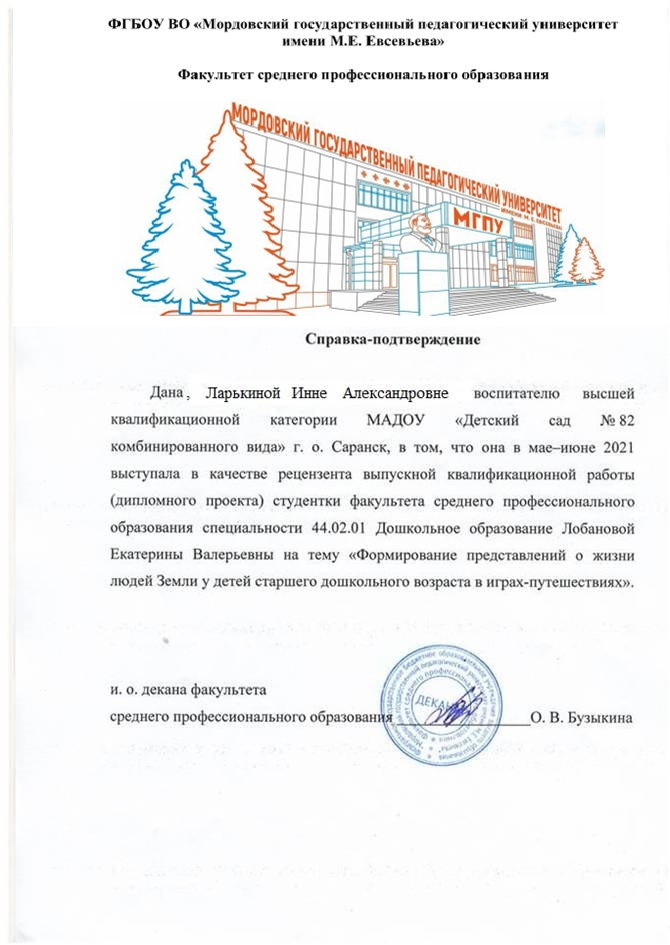 ФГБОУ ВО «Мордовский государственный педагогический университет
имени М.Е. Евсевьева»
Факультет среднего профессионального образования
МОРДОВСКИЙ ГОСУДАРСТВЕННЫЙ ПЕДАГОГИЧЕСКИЙ УНИВЕРСИТЕТ
ИМЕНИ М. Е. ЕВСЕВЬЕВА
МГПУ
Справка-подтверждение
Дана , Ларькиной Инне Александровне воспитателю высшей
квалификационной категории МАДОУ «Детский сад № 82
комбинированного вида» г. о. Саранск, в том, что она в мае–июне 2021
выступала в качестве рецензента выпускной квалификационной работы
(дипломного проекта) студентки факультета среднего профессионального
образования специальности 44.02.01 Дошкольное образование Лобановой
Екатерины Валерьевны на тему «Формирование представлений о жизни
людей Земли у детей старшего дошкольного возраста в играх-путешествиях».
и. о. декана факультета
среднего профессионального образования О. В. Бузыкина
ДЕКАН